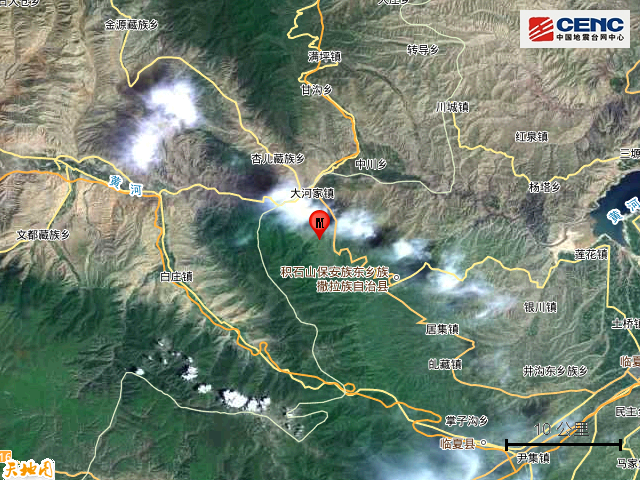 金源藏族乡
满坪镇
转导乡
CENC
中国地震台网中心
甘沟乡
川城镇
红泉镇
杏儿藏族乡
中川乡
三塬
杨塔乡
黄 河
大河家镇
黄 河
文都藏族乡
M
莲花镇
白庄镇
积石山保安族东乡族
撒拉族自治县
银川镇
土桥镇
居集镇
临夏
癿藏镇
井沟东乡族乡
掌子沟乡
民主
10 公里
临夏县
尹集镇
马家
天地图